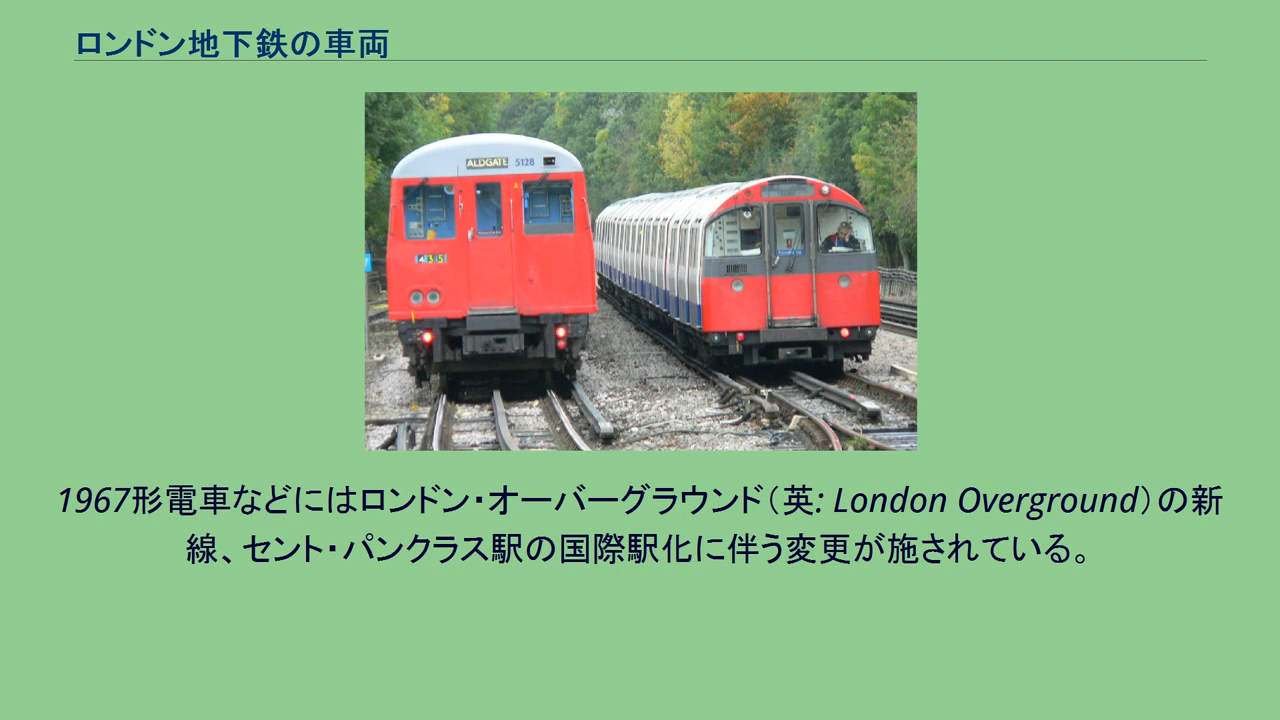 ロンドン地下鉄の車両
ALDGATE 5128
1967形電車などにはロンドン・オーバーグラウンド（英: London Overground）の新
線、セント・パンクラス駅の国際駅化に伴う変更が施されている。